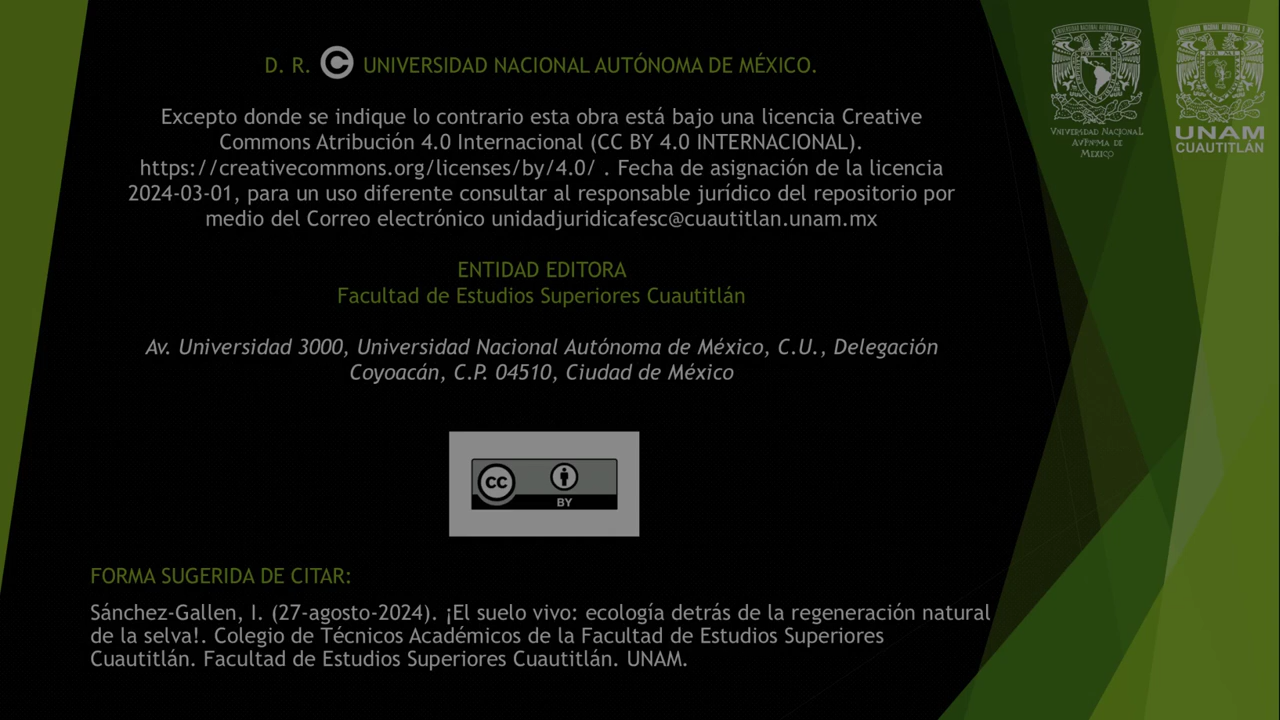 D. R. © UNIVERSIDAD NACIONAL AUTÓNOMA DE MÉXICO.
Excepto donde se indique lo contrario esta obra está bajo una licencia Creative
Commons Atribución 4.0 Internacional (CC BY 4.0 INTERNACIONAL).
https://creativecommons.org/licenses/by/4.0/ . Fecha de asignación de la licencia
2024-03-01, para un uso diferente consultar al responsable jurídico del repositorio por
medio del Correo electrónico unidadjuridicafesc@cuautitlan.unam.mx
ENTIDAD EDITORA
Facultad de Estudios Superiores Cuautitlán
Av. Universidad 3000, Universidad Nacional Autónoma de México, C.U., Delegación
Coyoacán, C.P. 04510, Ciudad de México
CC
BY
FORMA SUGERIDA DE CITAR:
Sánchez-Gallen, I. (27-agosto-2024). ¡El suelo vivo: ecología detrás de la regeneración natural
de la selva!. Colegio de Técnicos Académicos de la Facultad de Estudios Superiores
Cuautitlán. Facultad de Estudios Superiores Cuautitlán. UNAM.
VNIVERSIDAD NACIONAL
AVFNMA DE
MEXICO
UNAM
CUAUTITLÁN